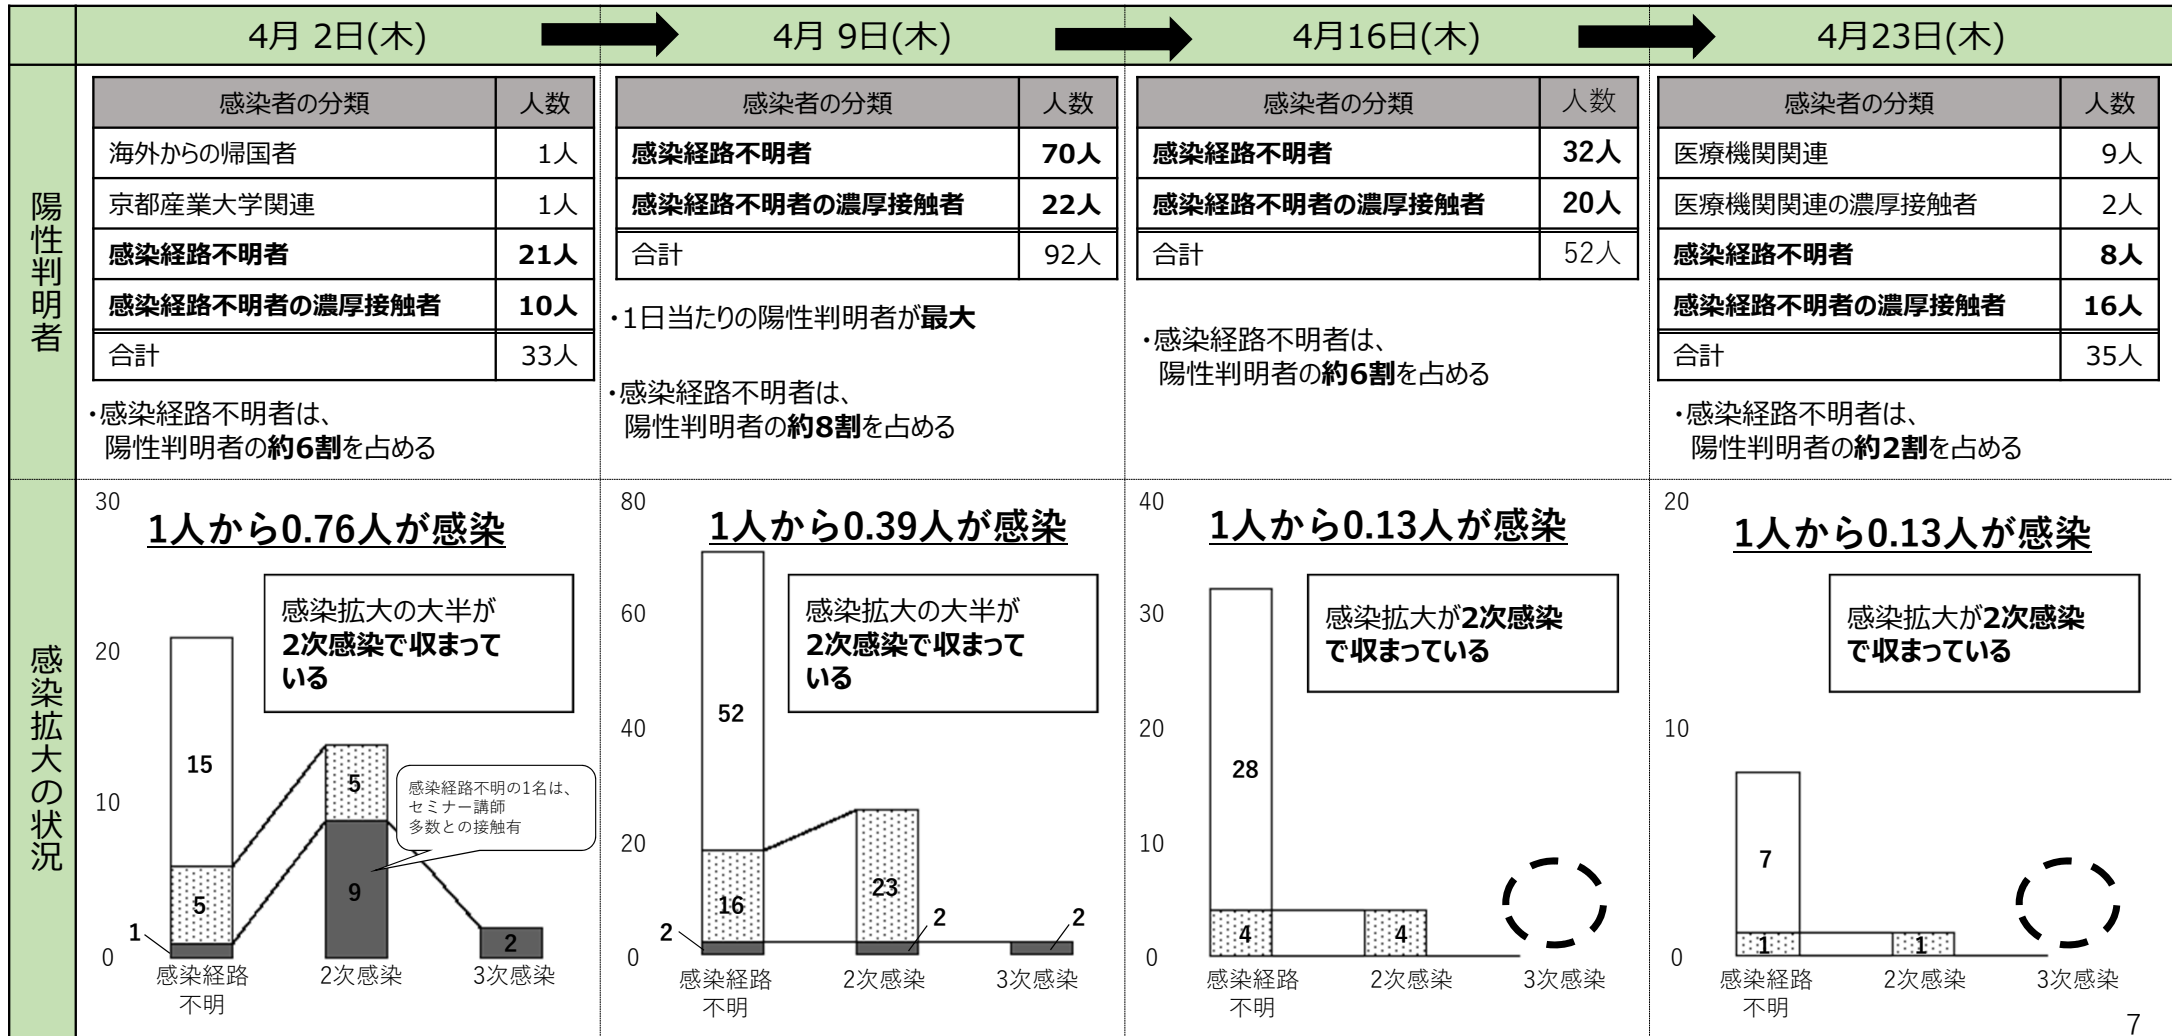 4月 2日(木)
4月 9日(木)
4月16日(木)
4月23日(木)
陽性判明者
感染者の分類 人数
海外からの帰国者 1人
京都産業大学関連 1人
感染経路不明者 21人
感染経路不明者の濃厚接触者 10人
合計 33人
・感染経路不明者は、
陽性判明者の約6割を占める
感染者の分類 人数
感染経路不明者 70人
感染経路不明者の濃厚接触者 22人
合計 92人
・1日当たりの陽性判明者が最大
・感染経路不明者は、
陽性判明者の約8割を占める
感染者の分類 人数
感染経路不明者 32人
感染経路不明者の濃厚接触者 20人
合計 52人
・感染経路不明者は、
陽性判明者の約6割を占める
感染者の分類 人数
医療機関関連 9人
医療機関関連の濃厚接触者 2人
感染経路不明者 8人
感染経路不明者の濃厚接触者 16人
合計 35人
・感染経路不明者は、
陽性判明者の約2割を占める
感染拡大の状況
1人から0.76人が感染
感染拡大の大半が
2次感染で収まって
いる
30
20
10
0
15
5
1
5
9
2
感染経路不明の1名は、
セミナー講師
多数との接触有
感染経路
不明
2次感染
3次感染
1人から0.39人が感染
感染拡大の大半が
2次感染で収まって
いる
80
60
40
20
0
52
16
2
23
2
2
感染経路
不明
2次感染
3次感染
1人から0.13人が感染
感染拡大が2次感染
で収まっている
40
30
20
10
0
28
4
4
感染経路
不明
2次感染
3次感染
1人から0.13人が感染
感染拡大が2次感染
で収まっている
20
10
0
7
1
1
感染経路
不明
2次感染
3次感染
7